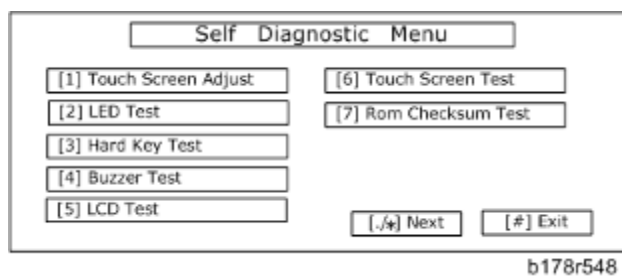 Self Diagnostic Menu
[1] Touch Screen Adjust
[2] LED Test
[3] Hard Key Test
[4] Buzzer Test
[5] LCD Test
[6] Touch Screen Test
[7] Rom Checksum Test
[./*] Next
[#] Exit
b178r548